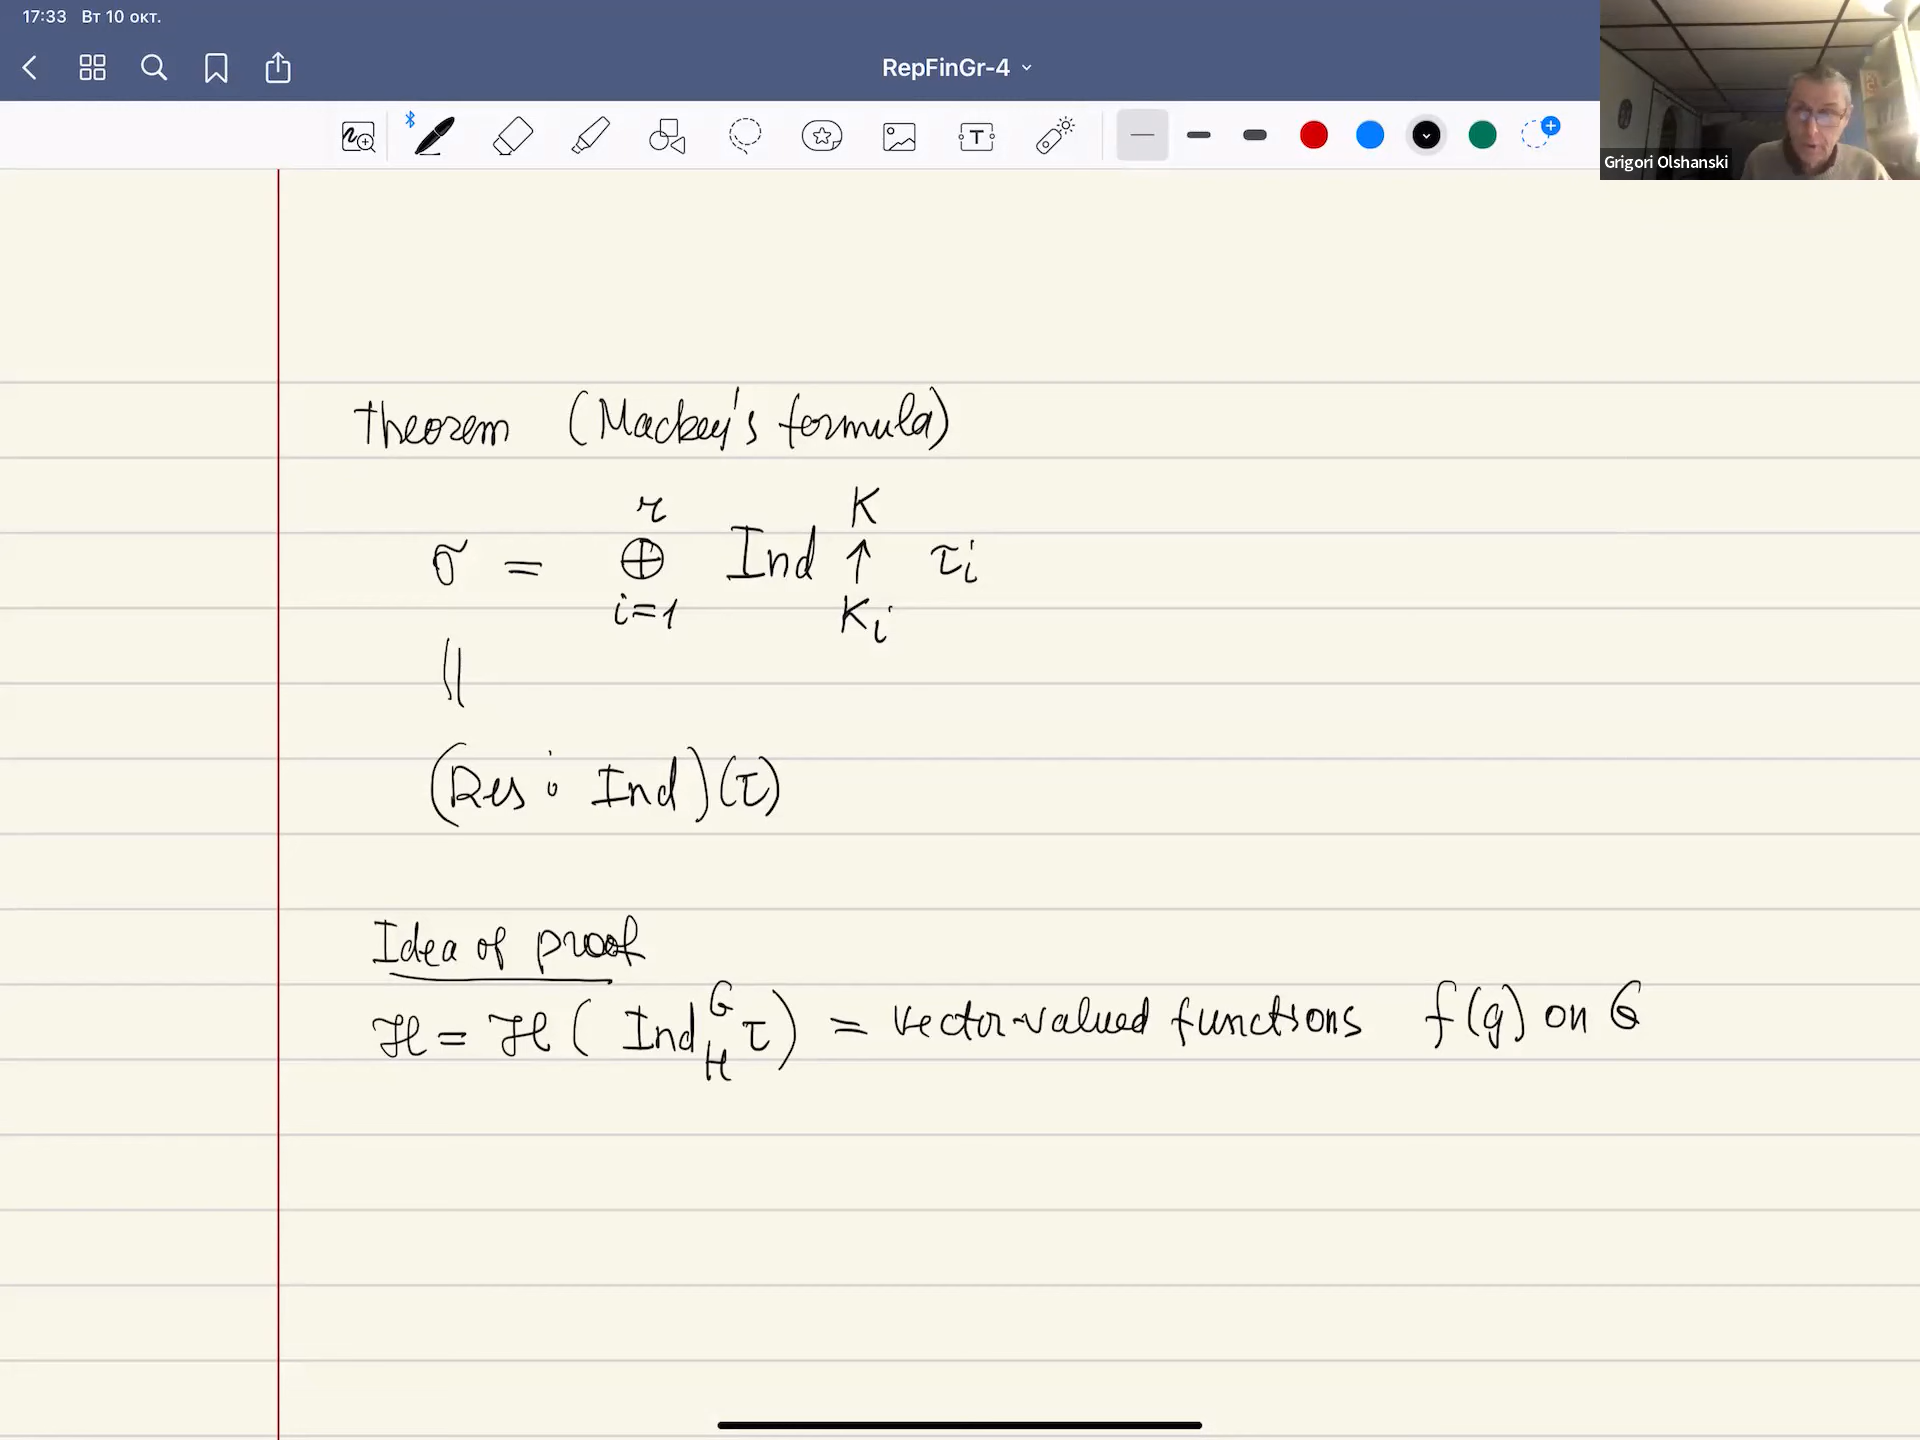 17:33 Вт 10 окт.
RepFinGr-4
T
Grigori Olshanski
Theorem (Mackey's formula)
σ = ⊕_{i=1}^{r} Ind ↑_{K_i}^{K} τ_i
||
(Res ∘ Ind)(τ)
Idea of proof
ℋ = ℋ( Ind_H^G τ) = vector-valued functions f(g) on G